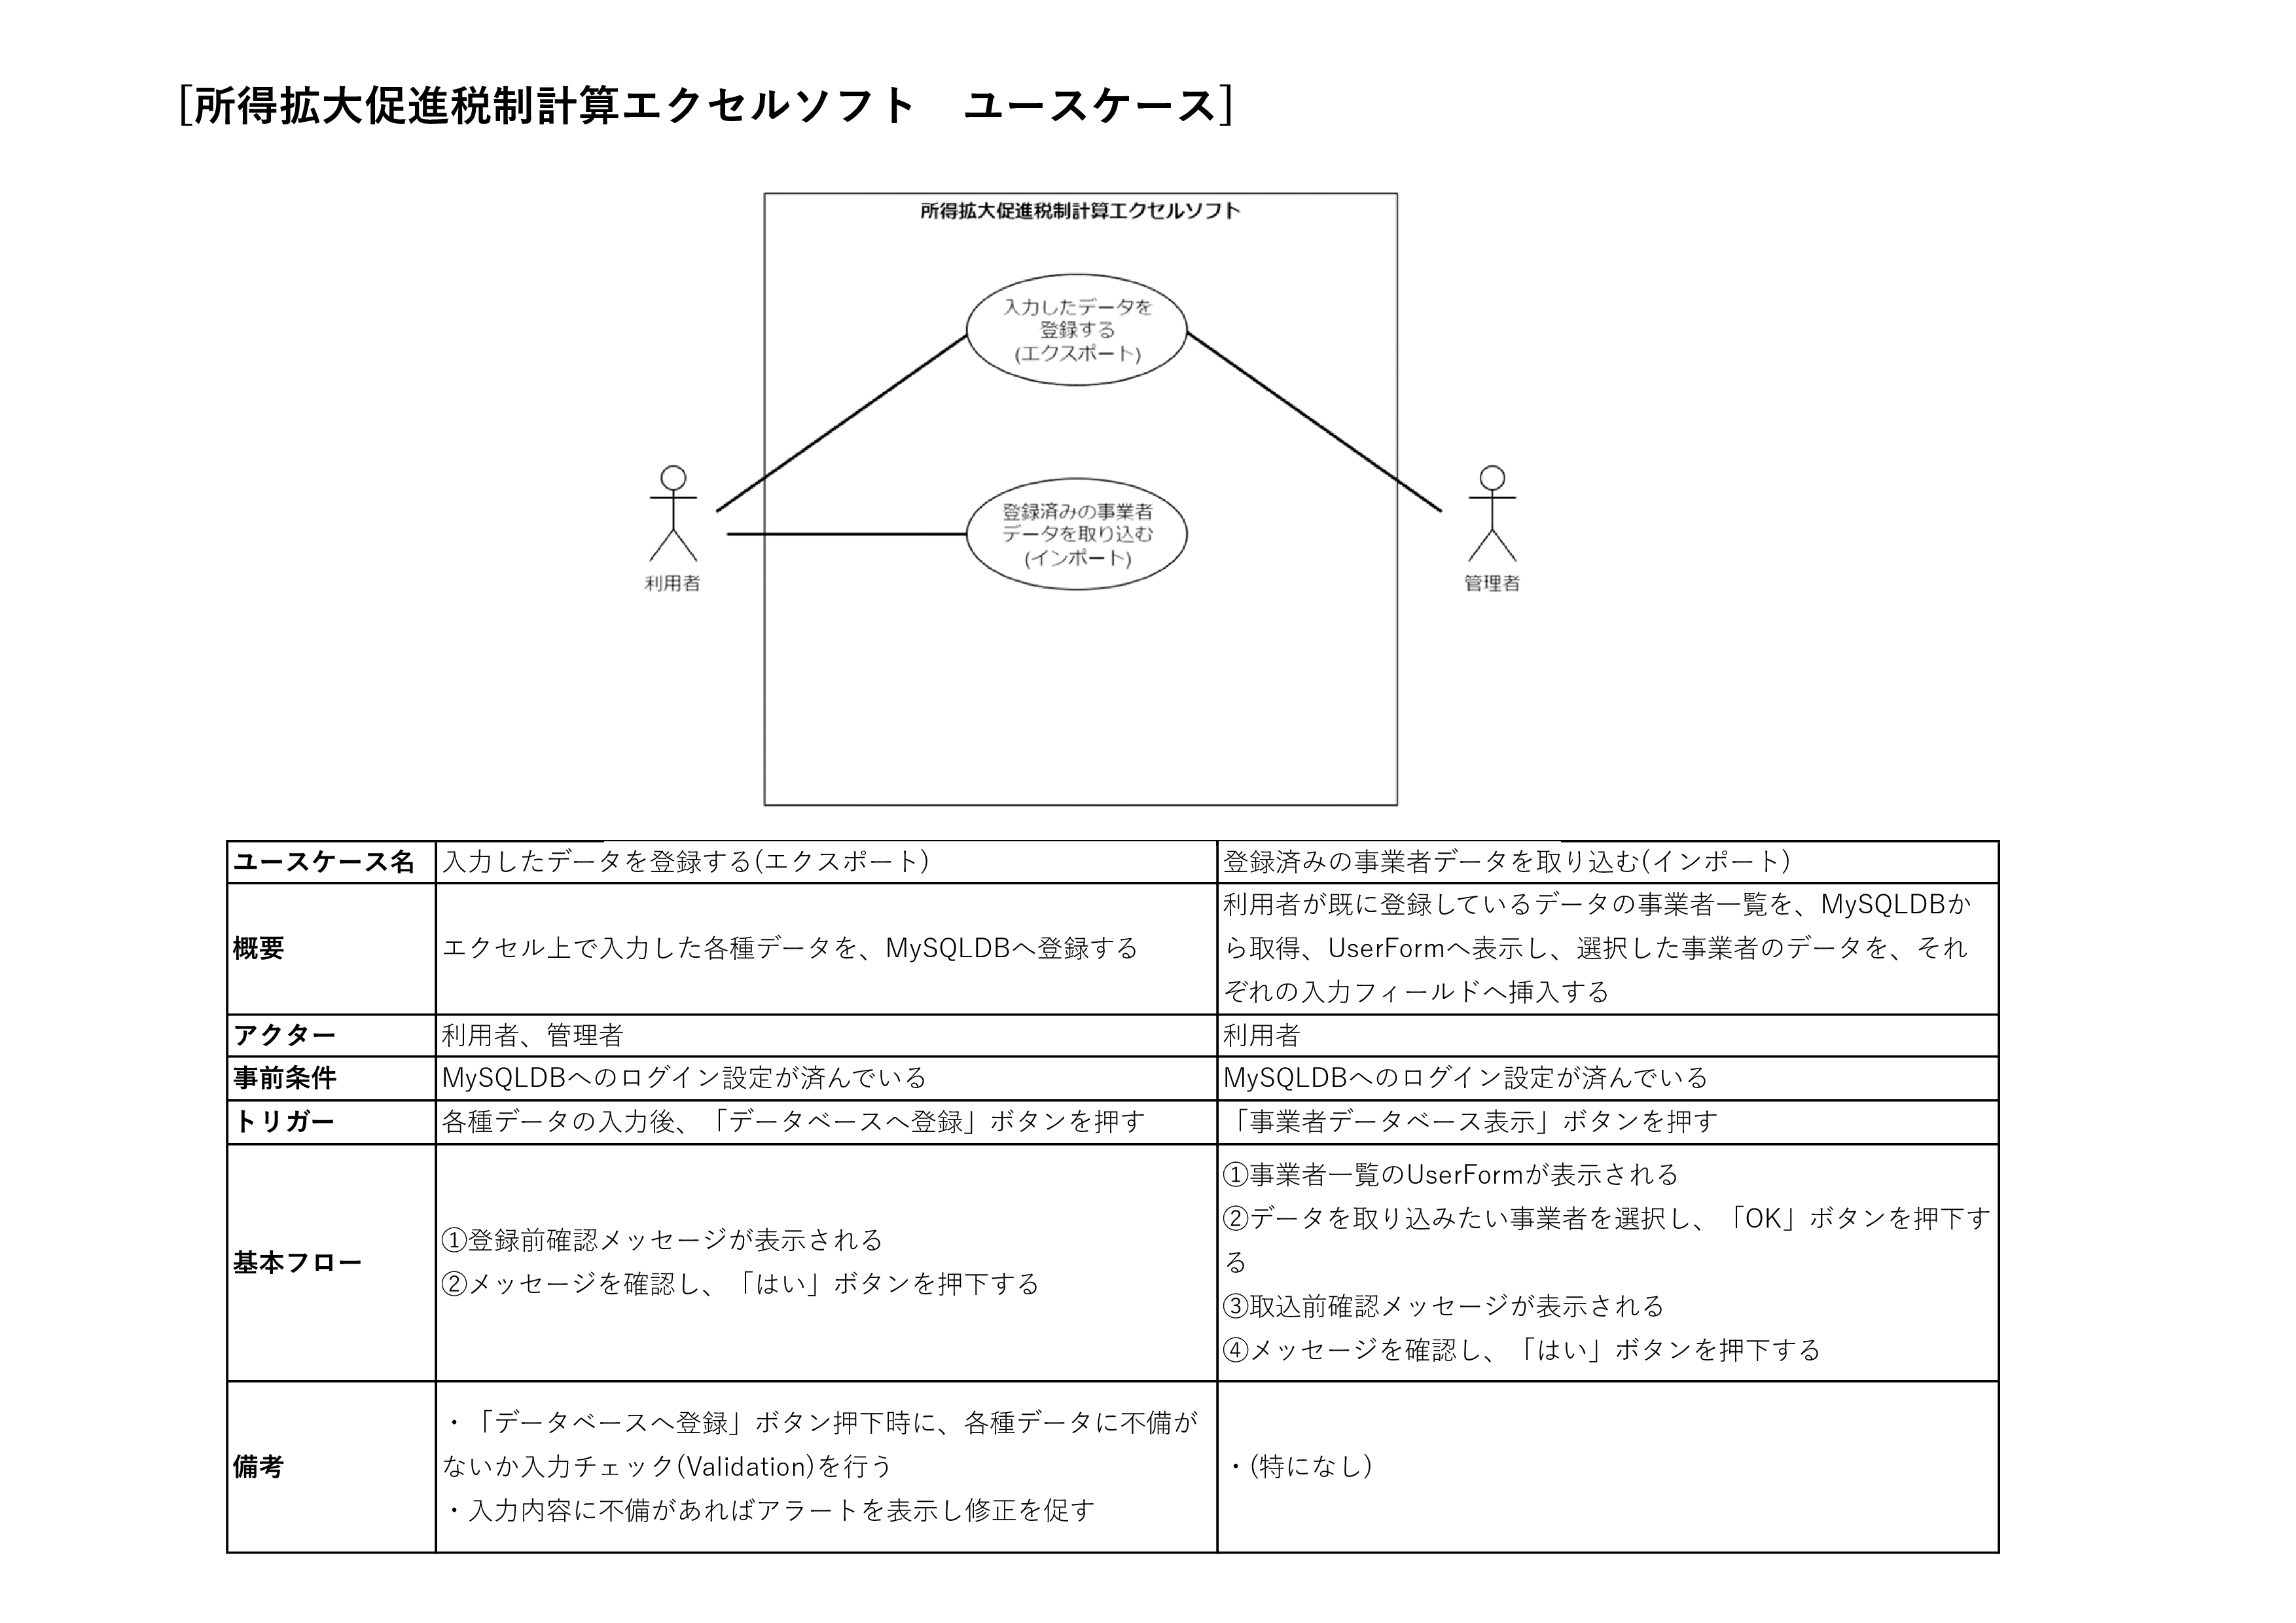 [所得拡大促進税制計算エクセルソフト　ユースケース]
所得拡大促進税制計算エクセルソフト
入力したデータを
登録する
(エクスポート)
登録済みの事業者
データを取り込む
(インポート)
利用者
管理者
ユースケース名
入力したデータを登録する(エクスポート)
登録済みの事業者データを取り込む(インポート)
概要
エクセル上で入力した各種データを、MySQLDBへ登録する
利用者が既に登録しているデータの事業者一覧を、MySQLDBか
ら取得、UserFormへ表示し、選択した事業者のデータを、それ
ぞれの入力フィールドへ挿入する
アクター
利用者、管理者
利用者
事前条件
MySQLDBへのログイン設定が済んでいる
MySQLDBへのログイン設定が済んでいる
トリガー
各種データの入力後、「データベースへ登録」ボタンを押す
「事業者データベース表示」ボタンを押す
基本フロー
①登録前確認メッセージが表示される
②メッセージを確認し、「はい」ボタンを押下する
①事業者一覧のUserFormが表示される
②データを取り込みたい事業者を選択し、「OK」ボタンを押下す
る
③取込前確認メッセージが表示される
④メッセージを確認し、「はい」ボタンを押下する
備考
・「データベースへ登録」ボタン押下時に、各種データに不備が
ないか入力チェック(Validation)を行う
・入力内容に不備があればアラートを表示し修正を促す
・(特になし)